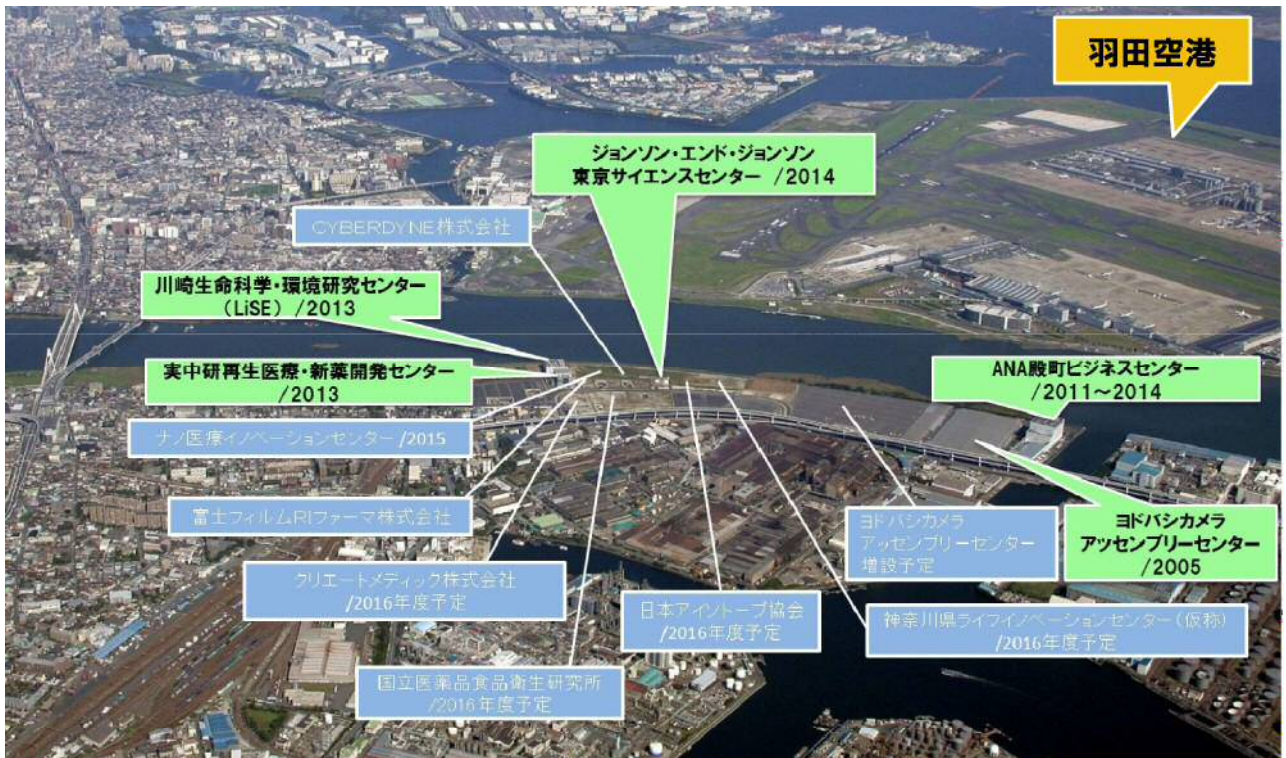 羽田空港
ジョンソン・エンド・ジョンソン
東京サイエンスセンター /2014
CYBERDYNE株式会社
川崎生命科学・環境研究センター
(LiSE) /2013
実中研再生医療・新薬開発センター
/2013
ANA殿町ビジネスセンター
/2011～2014
ナノ医療イノベーションセンター/2015
富士フィルムRIファーマ株式会社
ヨドバシカメラ
アッセンブリーセンター
増設予定
ヨドバシカメラ
アッセンブリーセンター
/2005
クリエートメディック株式会社
/2016年度予定
日本アイソトープ協会
/2016年度予定
神奈川県ライフイノベーションセンター(仮称)
/2016年度予定
国立医薬品食品衛生研究所
/2016年度予定